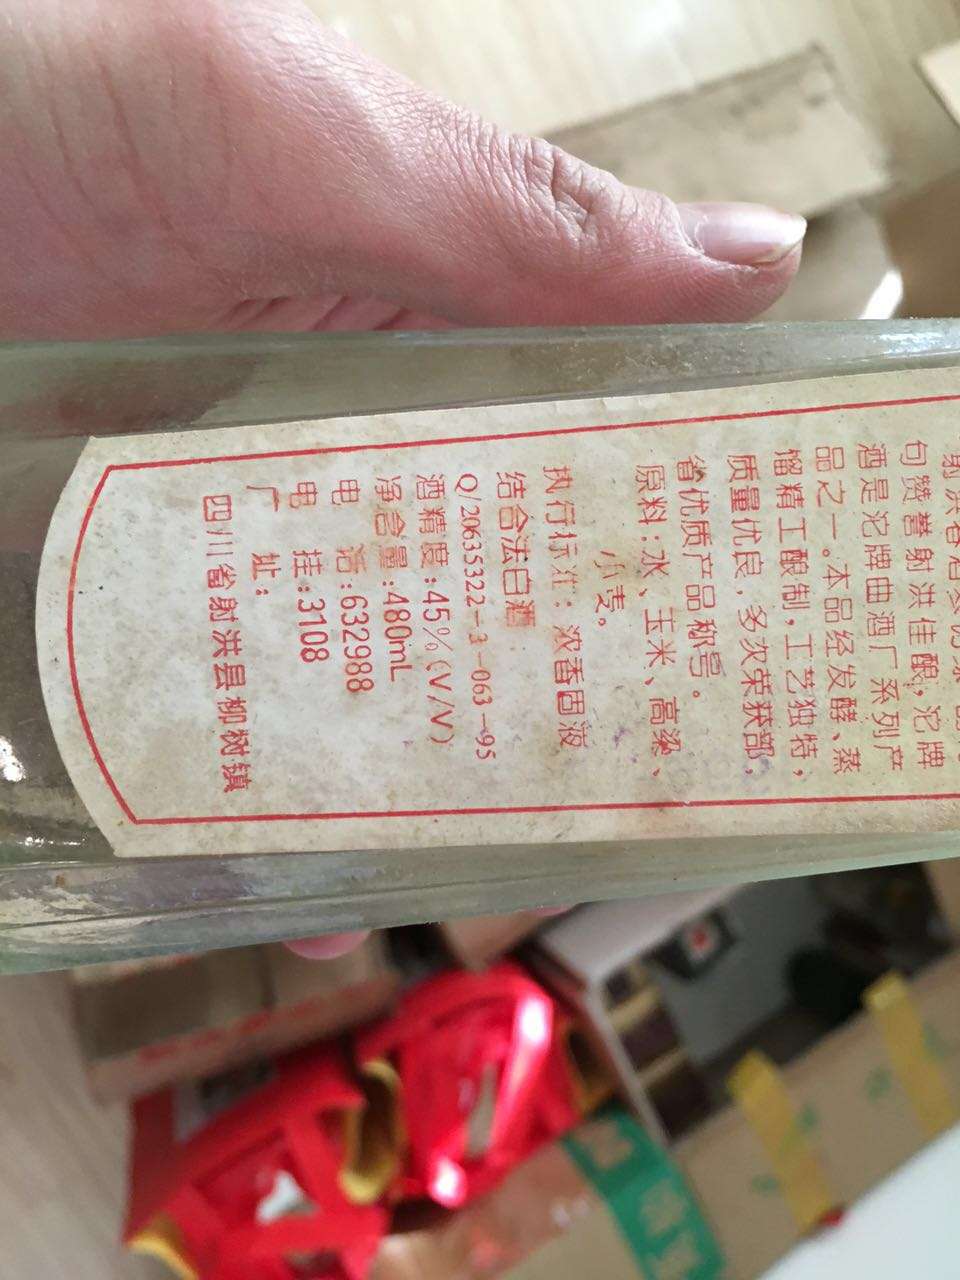 句赞誉射洪佳酿,沱牌
酒是沱牌曲酒厂系列产
品之一。本品经发酵、蒸
馏精工酿制,工艺独特,
质量优良,多次荣获部,
省优质产品称号。
原料:水、玉米、高粱、
小麦。
执行标准:浓香固液
结合法白酒
Q/20635322-3-063-95
酒精度:45%(V/V)
净含量:480mL
电 话:632988
电 挂:3108
厂 址:
四川省射洪县柳树镇